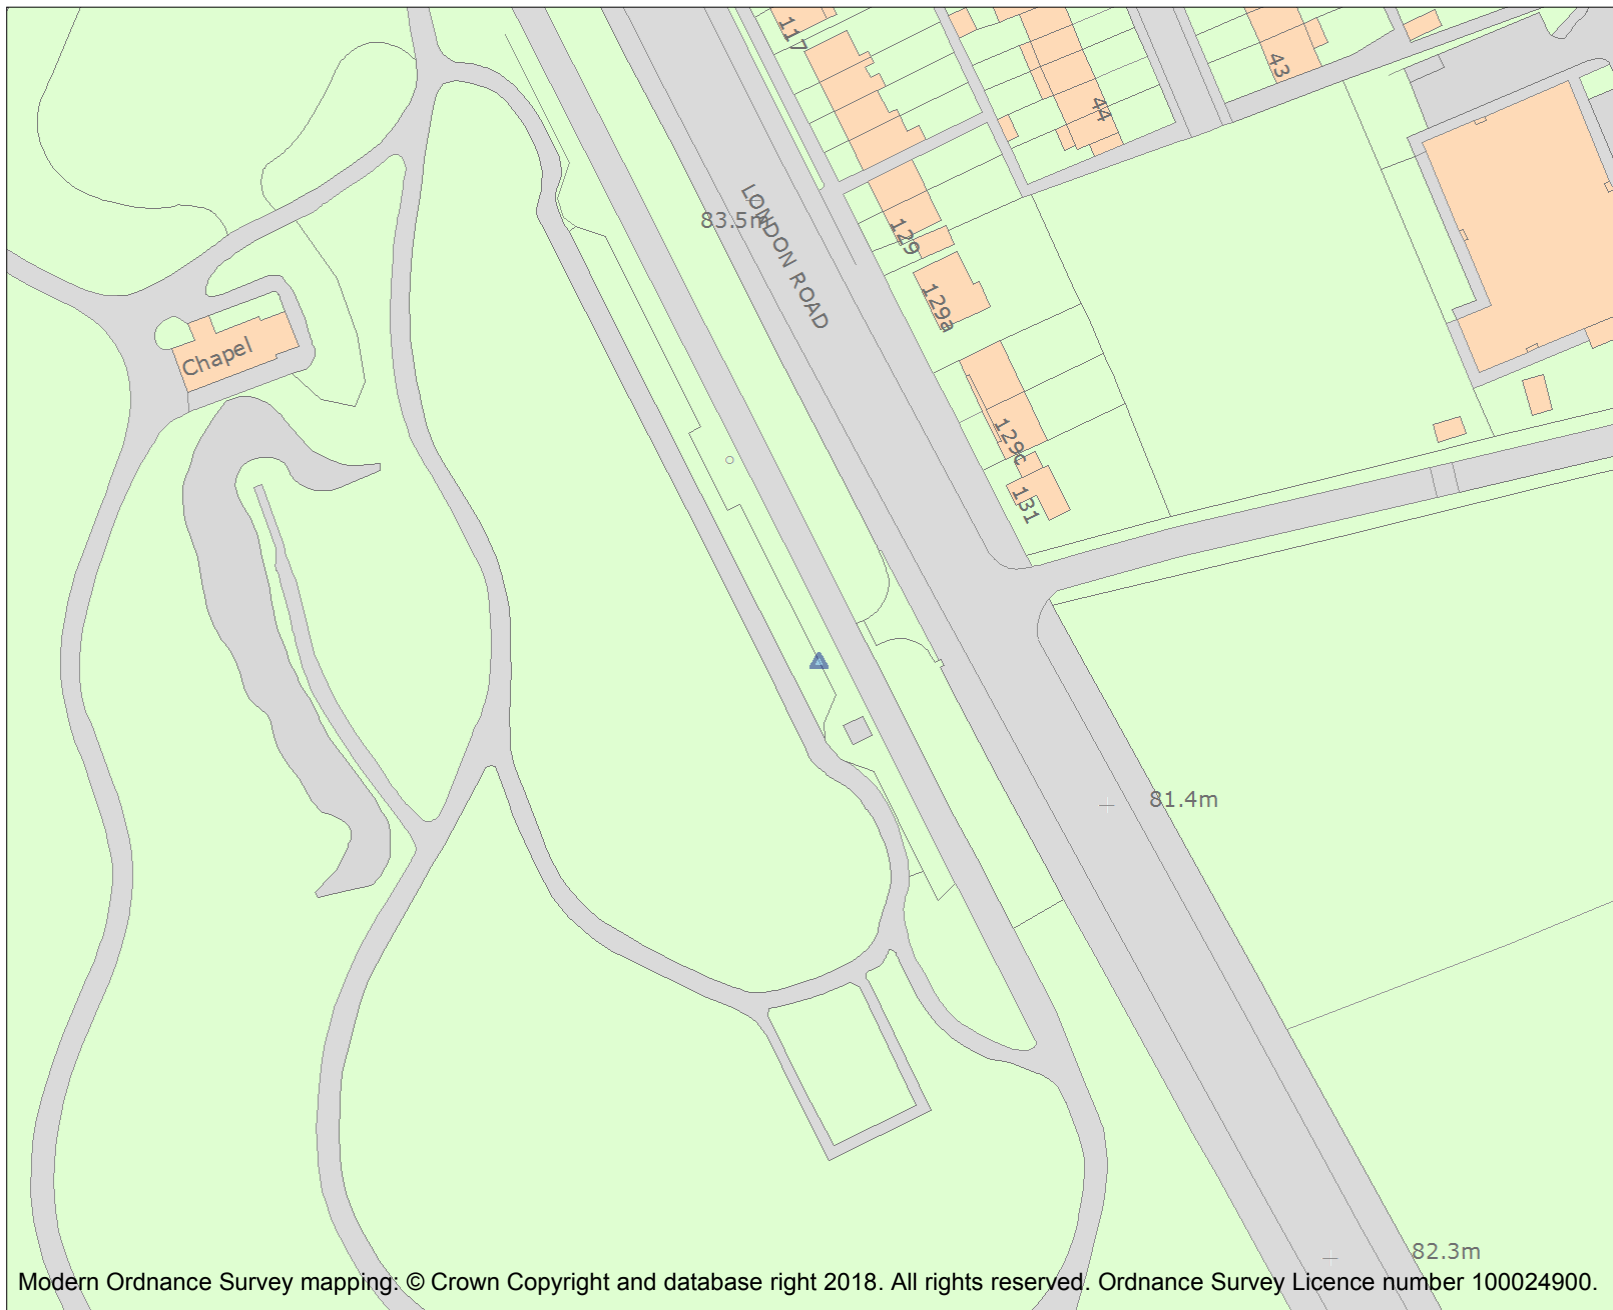 117
43
44
83.5m
LONDON ROAD
129
129a
Chapel
129c
131
81.4m
82.3m
Modern Ordnance Survey mapping: © Crown Copyright and database right 2018. All rights reserved. Ordnance Survey Licence number 100024900.